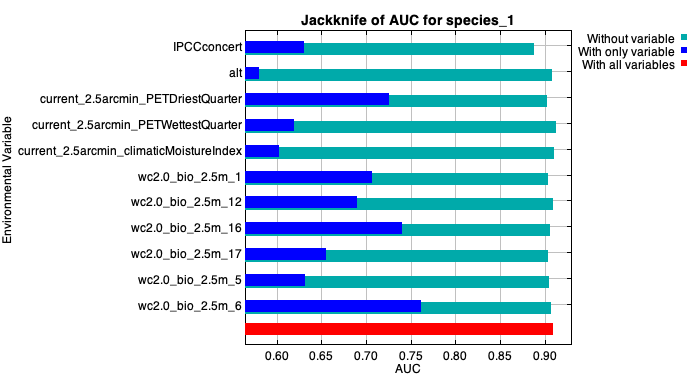 Jackknife of AUC for species_1
Without variable
With only variable
With all variables
Environmental Variable
IPCCconcert
alt
current_2.5arcmin_PETDriestQuarter
current_2.5arcmin_PETWettestQuarter
current_2.5arcmin_climaticMoistureIndex
wc2.0_bio_2.5m_1
wc2.0_bio_2.5m_12
wc2.0_bio_2.5m_16
wc2.0_bio_2.5m_17
wc2.0_bio_2.5m_5
wc2.0_bio_2.5m_6
0.60 0.65 0.70 0.75 0.80 0.85 0.90
AUC